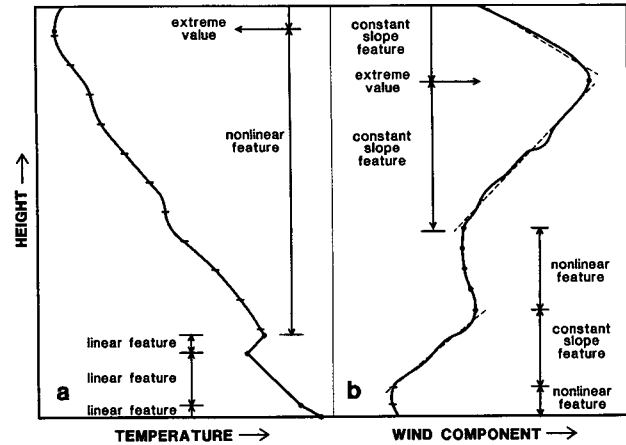 extreme
value
nonlinear
feature
linear feature
linear feature
linear feature
a
constant
slope
feature
extreme
value
constant
slope
feature
nonlinear
feature
constant
slope
feature
nonlinear
feature
b
HEIGHT →
TEMPERATURE →
WIND COMPONENT →